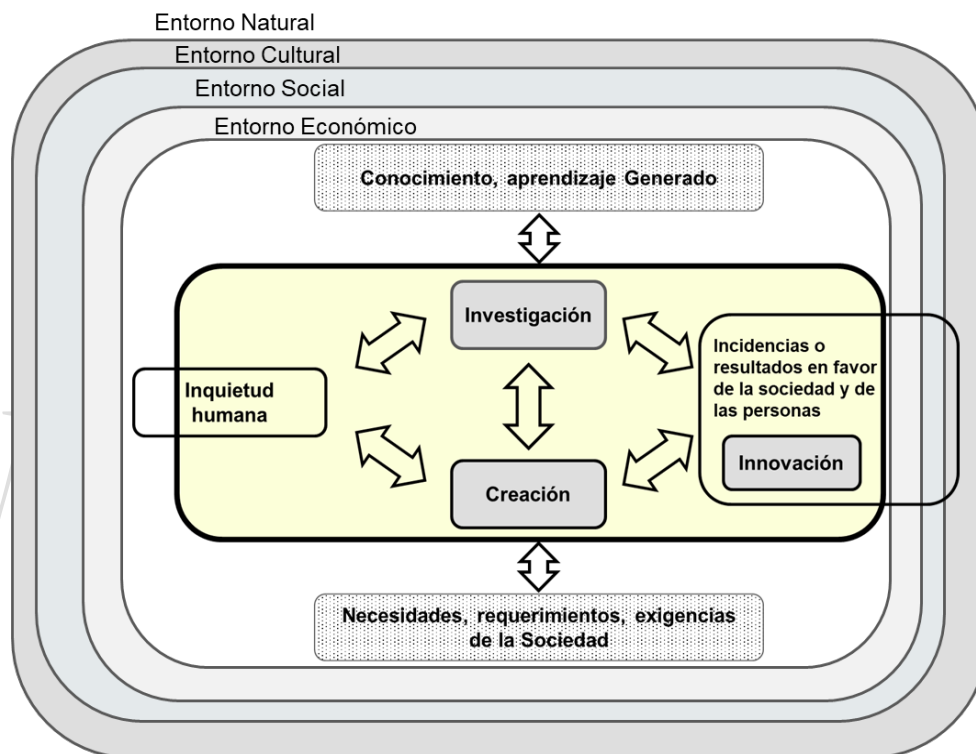 Entorno Natural
Entorno Cultural
Entorno Social
Entorno Económico
Conocimiento, aprendizaje Generado
Investigación
Inquietud
humana
Incidencias o
resultados en favor
de la sociedad y de
las personas
Innovación
Creación
Necesidades, requerimientos, exigencias
de la Sociedad